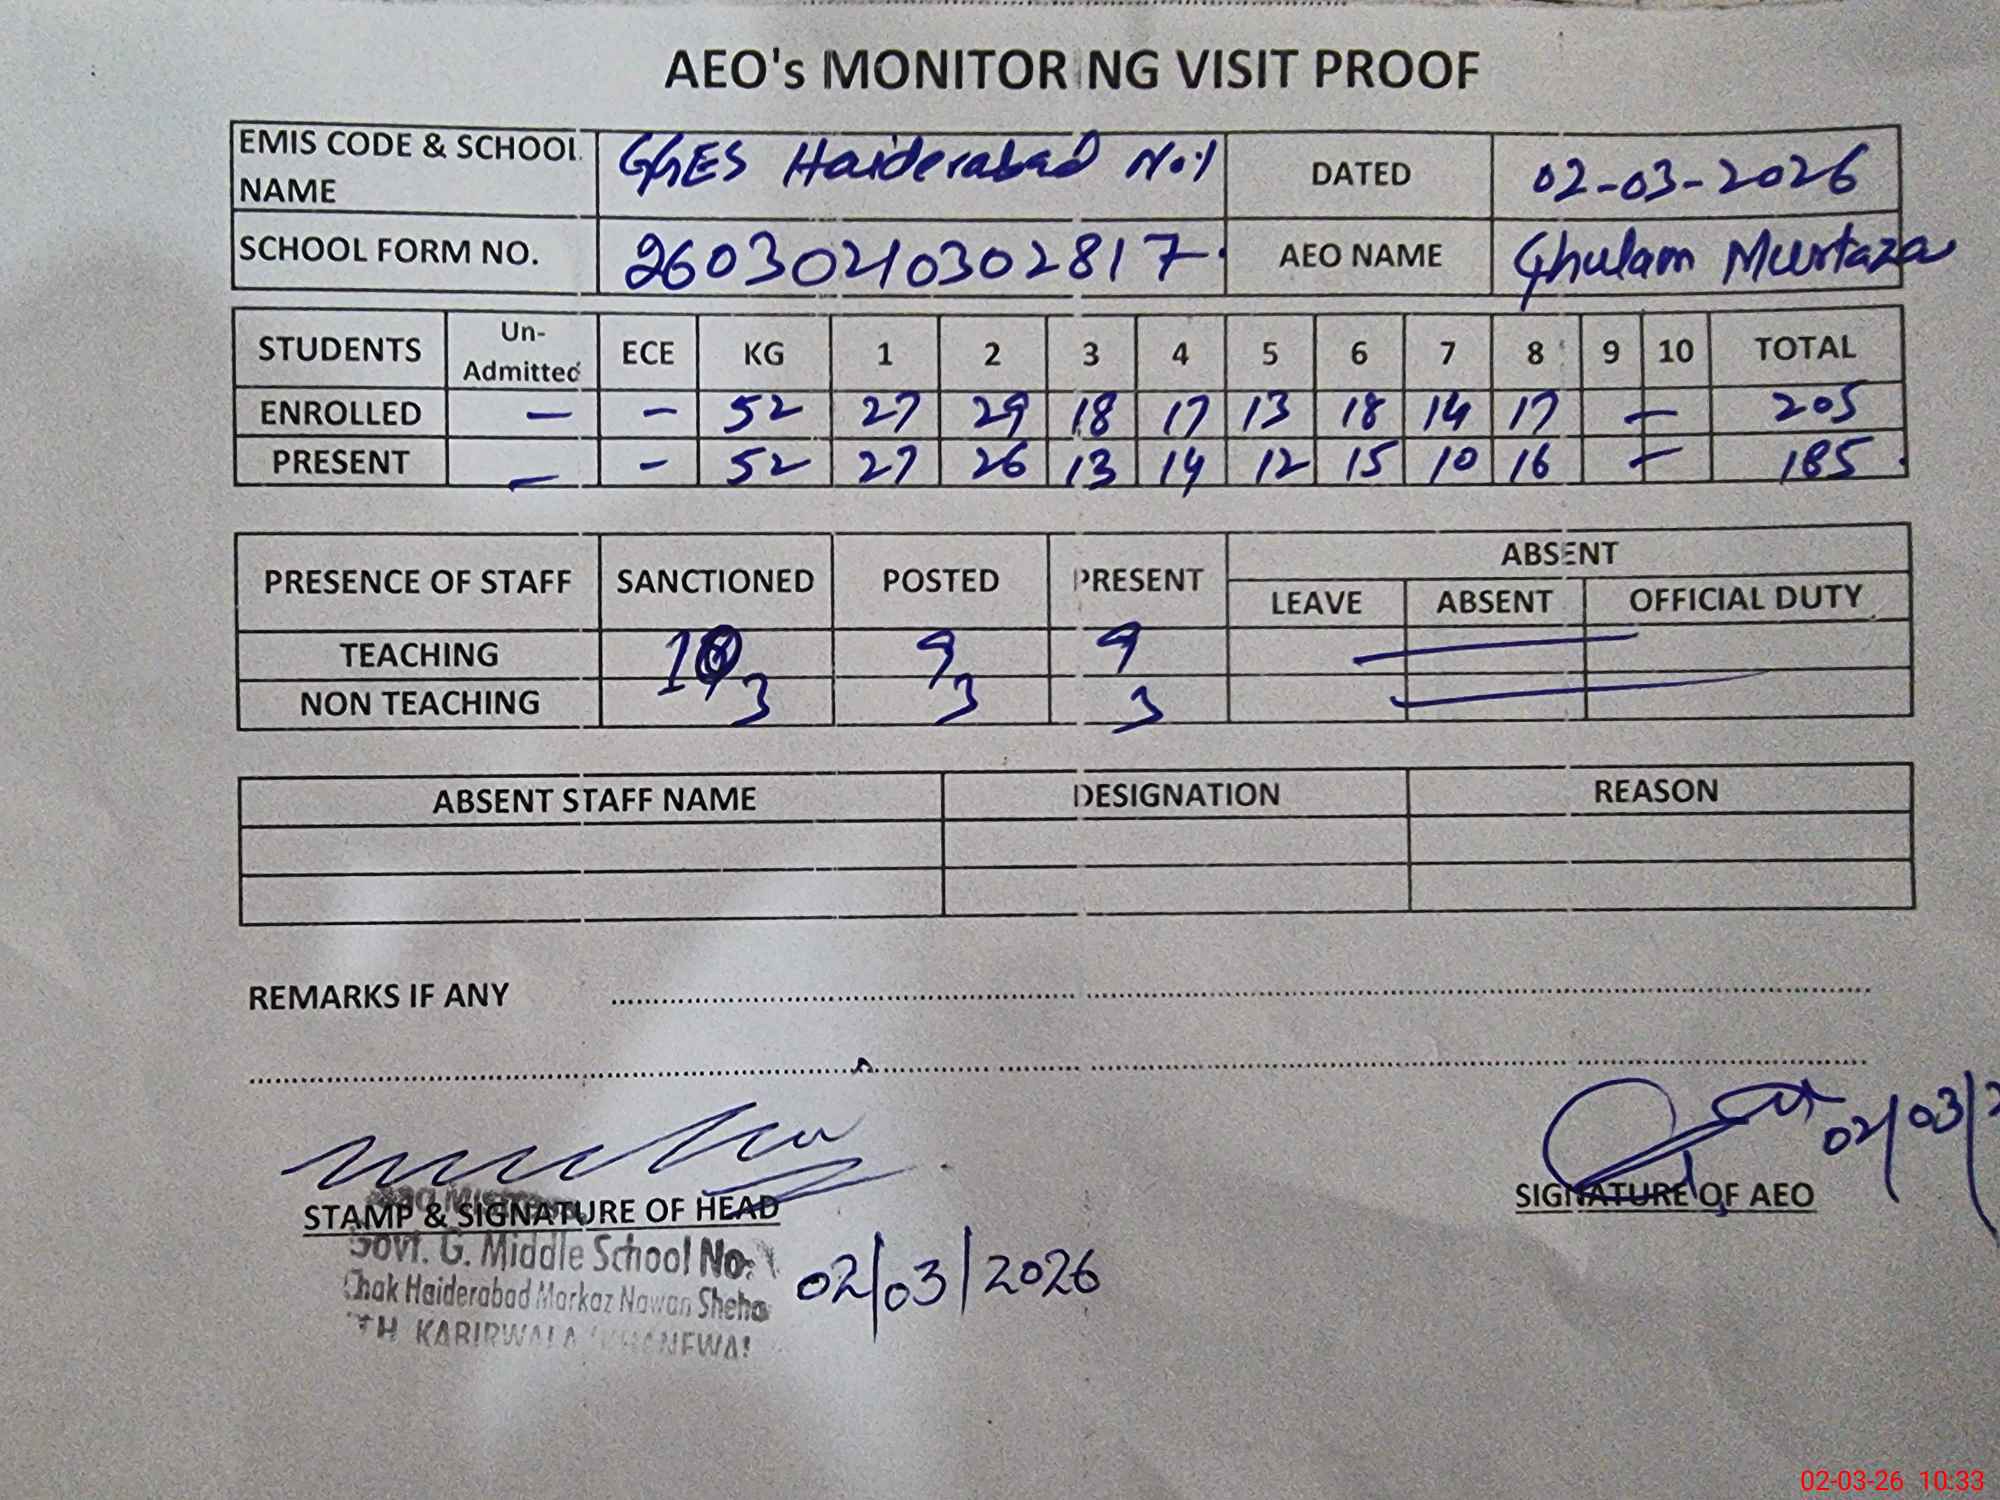 AEO's MONITORING VISIT PROOF
EMIS CODE & SCHOOL NAME GGES Haiderabad No.1 DATED 02-03-2026
SCHOOL FORM NO. 26030210302817. AEO NAME Ghulam Murtaza
STUDENTS Un-Admitted ECE KG 1 2 3 4 5 6 7 8 9 10 TOTAL
ENROLLED — — 52 27 29 18 17 13 18 14 17 — 205
PRESENT — — 52 27 26 13 14 12 15 10 16 — 185
PRESENCE OF STAFF SANCTIONED POSTED PRESENT ABSENT
LEAVE ABSENT OFFICIAL DUTY
TEACHING 9 9
NON TEACHING 3 3 3
ABSENT STAFF NAME DESIGNATION REASON
REMARKS IF ANY
02/03/2
STAMP & SIGNATURE OF HEAD SIGNATURE OF AEO
Govt. G. Middle School No. 1
Chak Haiderabad Markaz Nawan Sheha
02/03/2026
KABIRWALA KHANEWAL
02-03-26 10:33